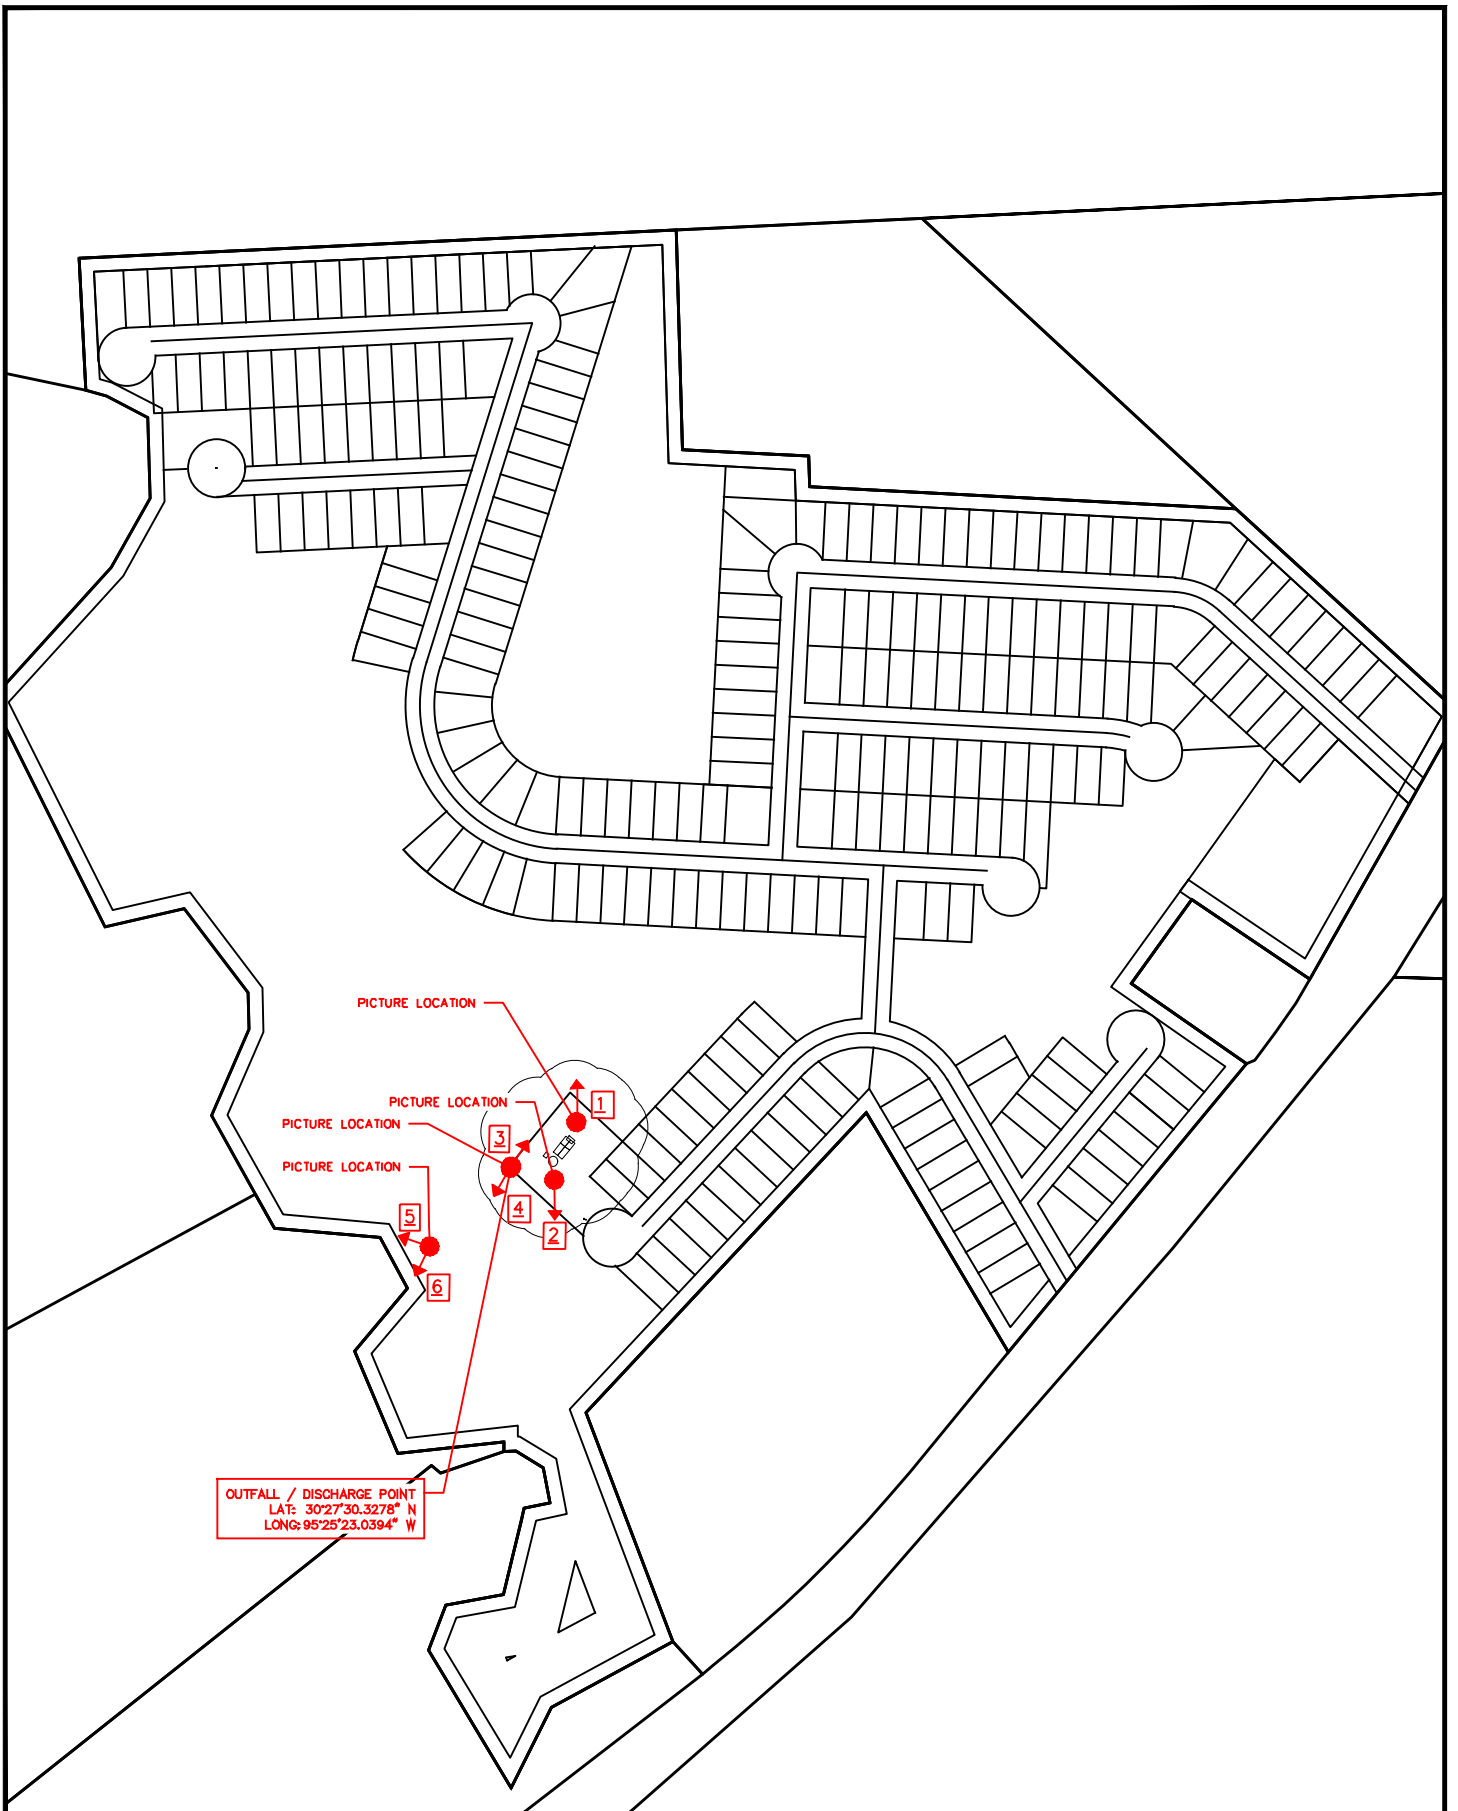 PICTURE LOCATION
PICTURE LOCATION
1
PICTURE LOCATION
3
PICTURE LOCATION
4
5
2
6
OUTFALL / DISCHARGE POINT
LAT: 30°27'30.3278" N
LONG: 95°25'23.0394" W